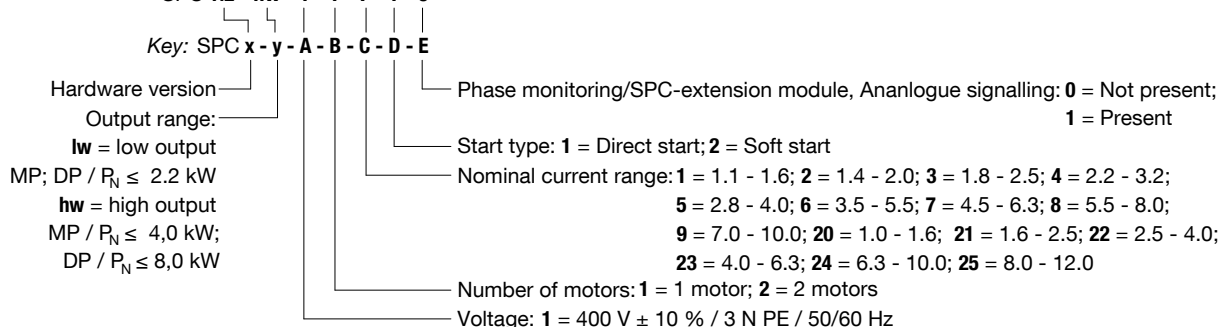 Key: SPC x - y - A - B - C - D - E
Hardware version
Output range:
lw = low output
MP; DP / PN ≤ 2.2 kW
hw = high output
MP / PN ≤ 4,0 kW;
DP / PN ≤ 8,0 kW
Phase monitoring/SPC-extension module, Ananlogue signalling: 0 = Not present;
1 = Present
Start type: 1 = Direct start; 2 = Soft start
Nominal current range: 1 = 1.1 - 1.6; 2 = 1.4 - 2.0; 3 = 1.8 - 2.5; 4 = 2.2 - 3.2;
5 = 2.8 - 4.0; 6 = 3.5 - 5.5; 7 = 4.5 - 6.3; 8 = 5.5 - 8.0;
9 = 7.0 - 10.0; 20 = 1.0 - 1.6; 21 = 1.6 - 2.5; 22 = 2.5 - 4.0;
23 = 4.0 - 6.3; 24 = 6.3 - 10.0; 25 = 8.0 - 12.0
Number of motors: 1 = 1 motor; 2 = 2 motors
Voltage: 1 = 400 V ± 10 % / 3 N PE / 50/60 Hz